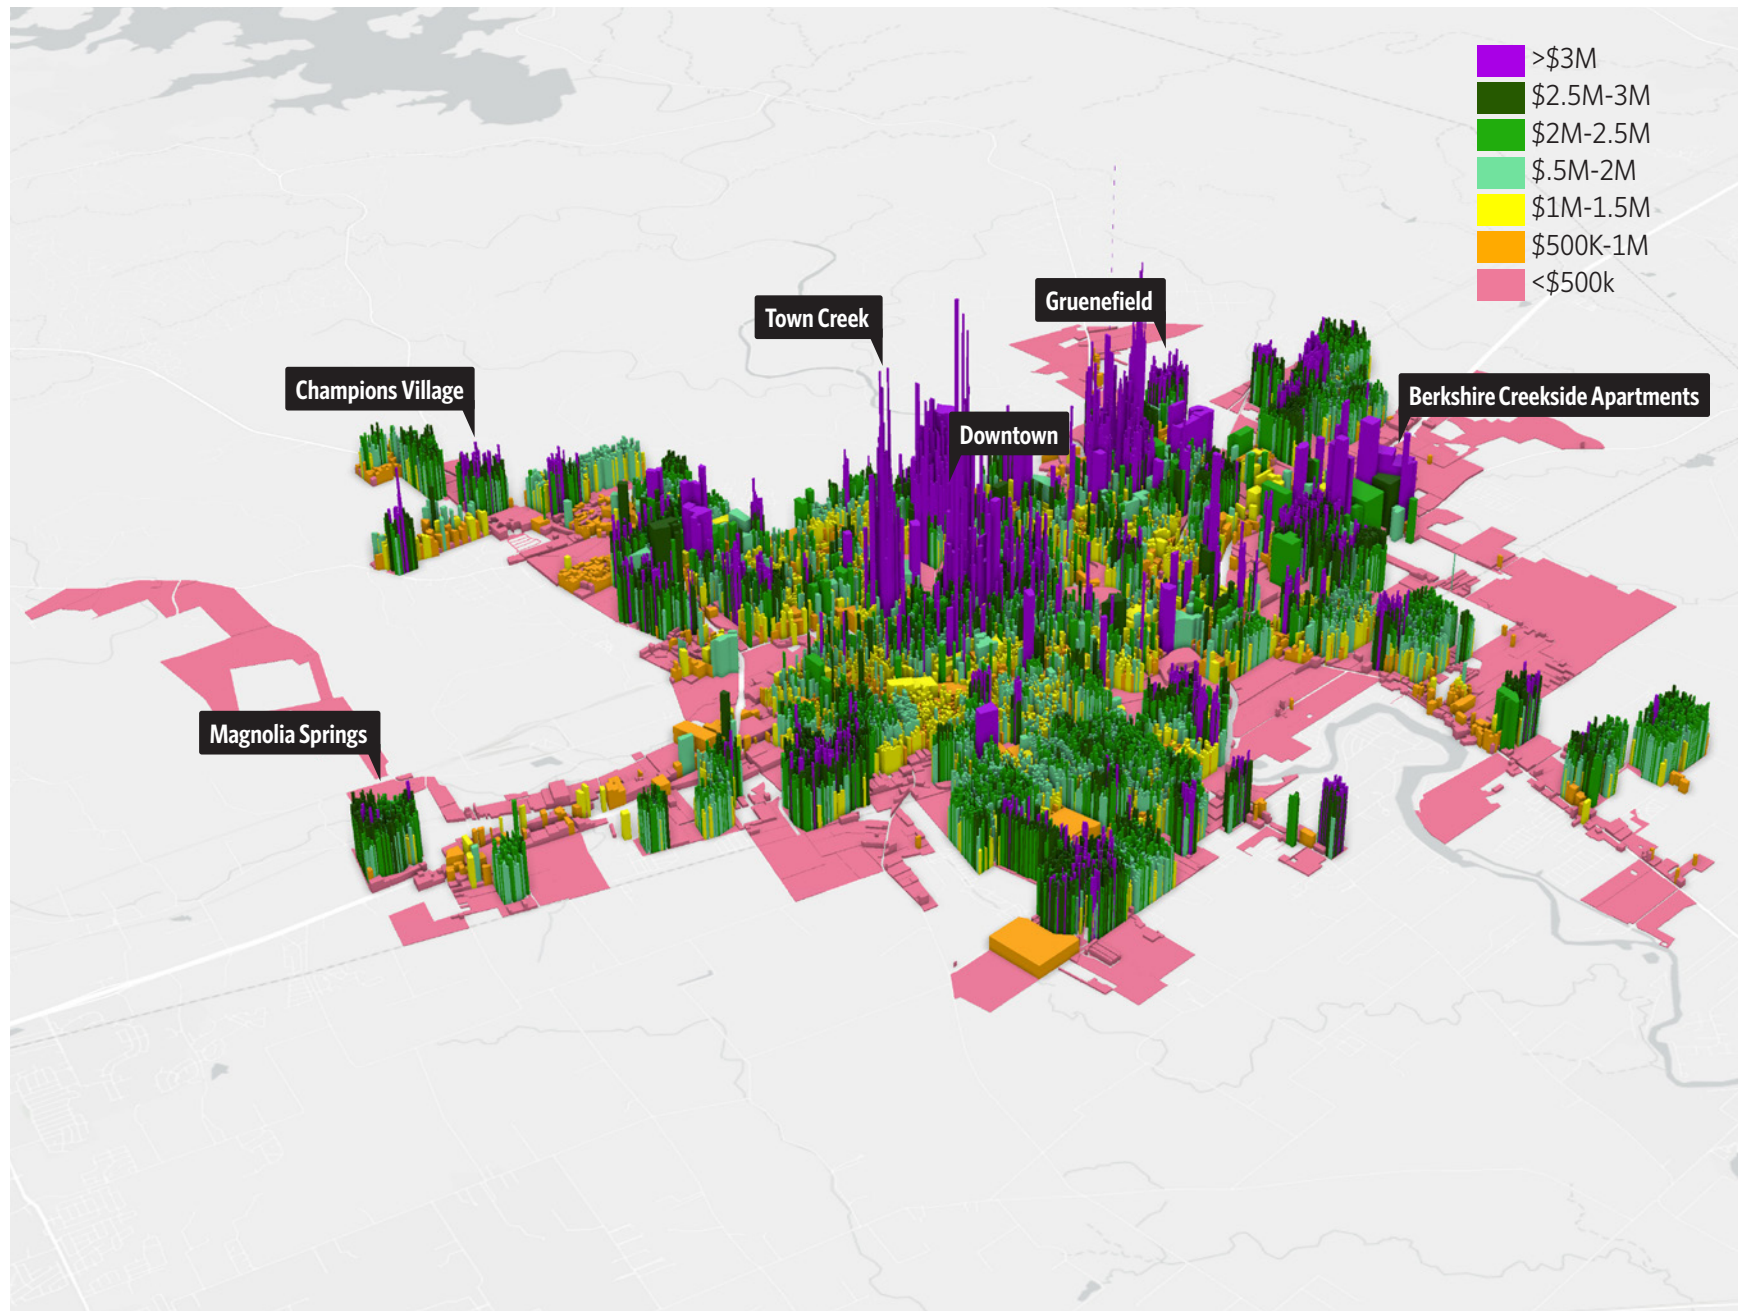 >$3M
$2.5M-3M
$2M-2.5M
$.5M-2M
$1M-1.5M
$500K-1M
<$500k
Gruenefield
Town Creek
Champions Village
Berkshire Creekside Apartments
Downtown
Magnolia Springs